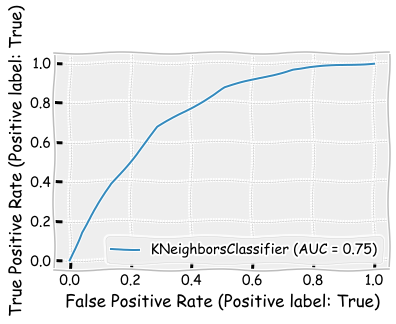 True Positive Rate (Positive label: True)
1.0
0.8
0.6
0.4
0.2
0.0
KNeighborsClassifier (AUC = 0.75)
0.0 0.2 0.4 0.6 0.8 1.0
False Positive Rate (Positive label: True)